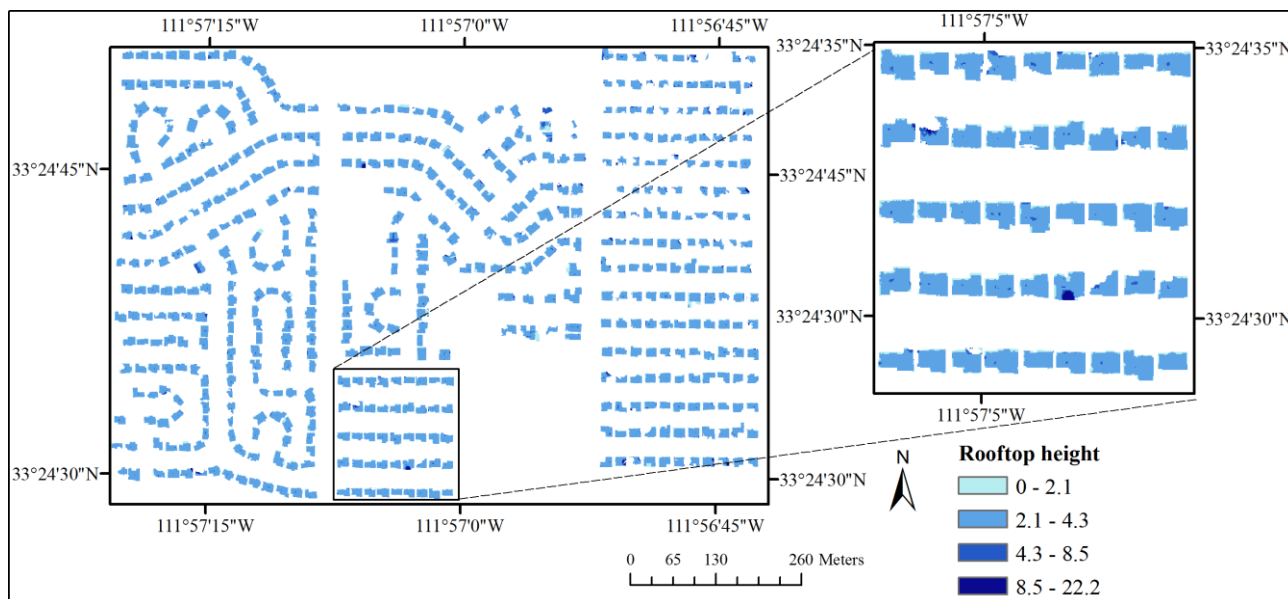 111°57'15"W
111°57'0"W
111°56'45"W
111°57'5"W
33°24'35"N
33°24'35"N
33°24'45"N
33°24'45"N
33°24'30"N
33°24'30"N
33°24'30"N
33°24'30"N
111°57'15"W
111°57'0"W
111°56'45"W
111°57'5"W
N
Rooftop height
0 - 2.1
2.1 - 4.3
4.3 - 8.5
8.5 - 22.2
0 65 130 260 Meters